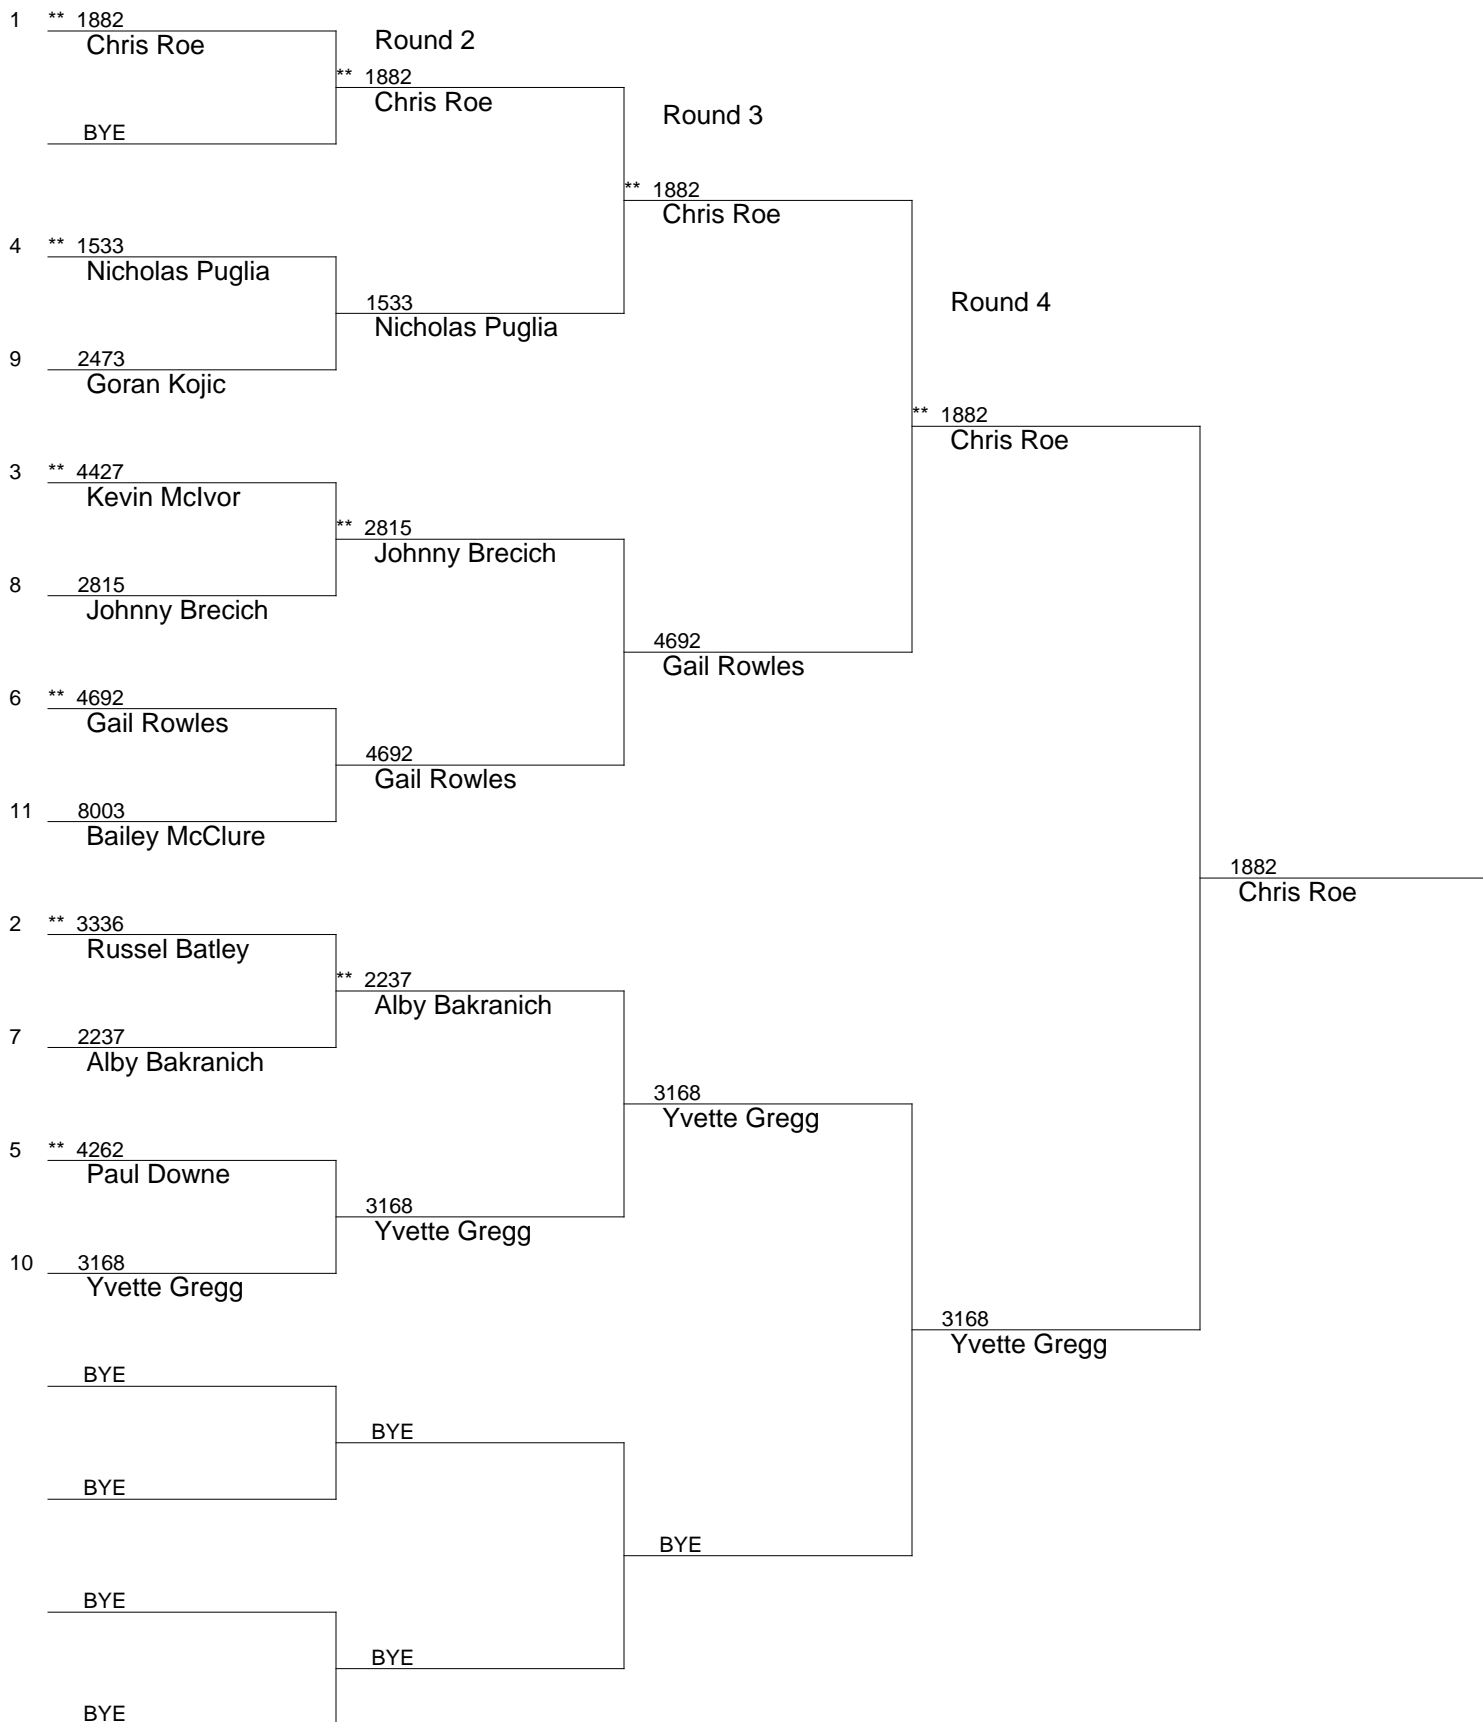 1 ** 1882
Chris Roe
Round 2
** 1882
Chris Roe
Round 3
BYE
** 1882
Chris Roe
4 ** 1533
Nicholas Puglia
1533
Nicholas Puglia
Round 4
9 2473
Goran Kojic
** 1882
Chris Roe
3 ** 4427
Kevin McIvor
** 2815
Johnny Brecich
8 2815
Johnny Brecich
4692
Gail Rowles
6 ** 4692
Gail Rowles
4692
Gail Rowles
11 8003
Bailey McClure
1882
Chris Roe
2 ** 3336
Russel Batley
** 2237
Alby Bakranich
7 2237
Alby Bakranich
3168
Yvette Gregg
5 ** 4262
Paul Downe
3168
Yvette Gregg
10 3168
Yvette Gregg
3168
Yvette Gregg
BYE
BYE
BYE
BYE
BYE
BYE
BYE